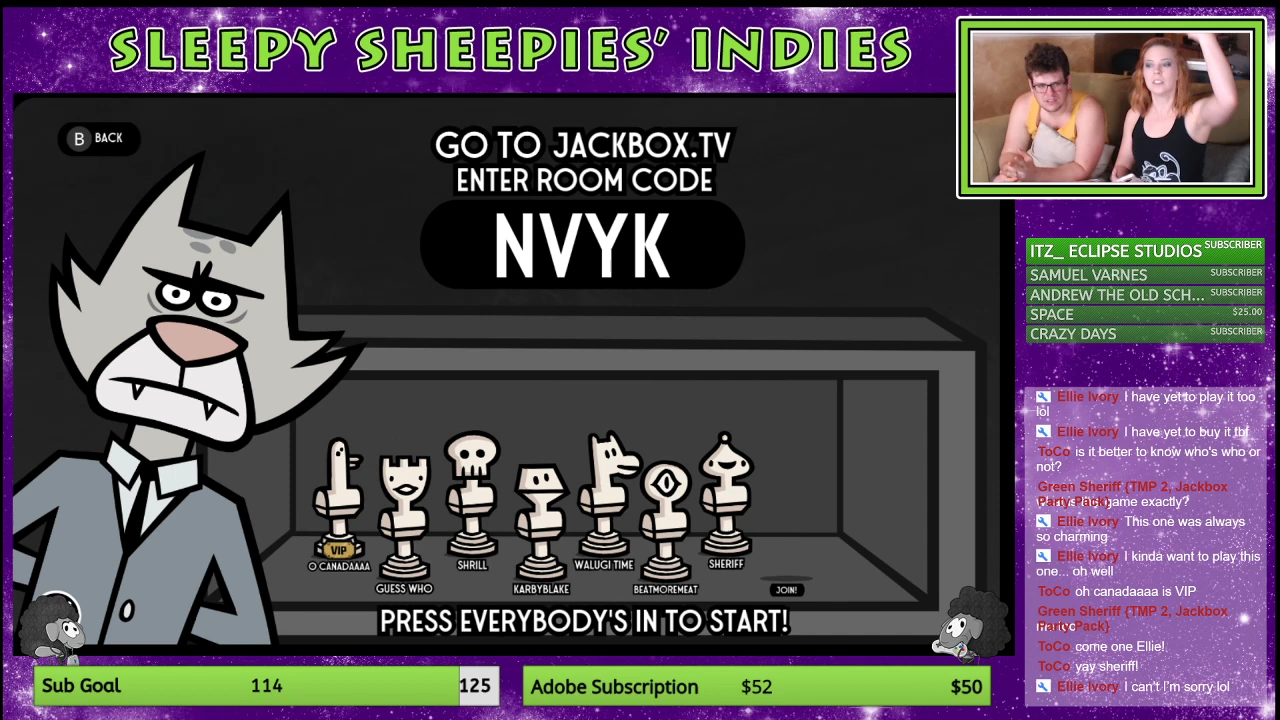 SLEEPY SHEEPIES' INDIES
B BACK
GO TO JACKBOX.TV
ENTER ROOM CODE
NVYK
VIP
O CANADAAAA
GUESS WHO
SHRILL
KARBYBLAKE
WALUGI TIME
BEATMOREMEAT
SHERIFF
JOIN!
PRESS EVERYBODY'S IN TO START!
ITZ_ ECLIPSE STUDIOS SUBSCRIBER
SAMUEL VARNES SUBSCRIBER
ANDREW THE OLD SCH... SUBSCRIBER
SPACE $25.00
CRAZY DAYS SUBSCRIBER
Ellie Ivory I have yet to play it too
lol
Ellie Ivory I have yet to buy it tbf
ToCo is it better to know who's who or
not?
Green Sheriff {TMP 2, Jackbox
Party Pack} game exactly?
Ellie Ivory This one was always
so charming
Ellie Ivory I kinda want to play this
one... oh well
ToCo oh canadaaaa is VIP
Green Sheriff {TMP 2, Jackbox
Party Pack}
ToCo come one Ellie!
ToCo yay sheriff!
Ellie Ivory I can't I'm sorry lol
Sub Goal 114 125
Adobe Subscription $52 $50